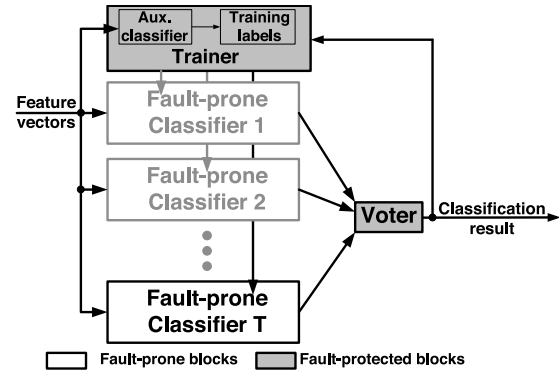 Aux.
classifier
Training
labels
Trainer
Feature
vectors
Fault-prone
Classifier 1
Fault-prone
Classifier 2
Voter
Classification
result
Fault-prone
Classifier T
Fault-prone blocks
Fault-protected blocks